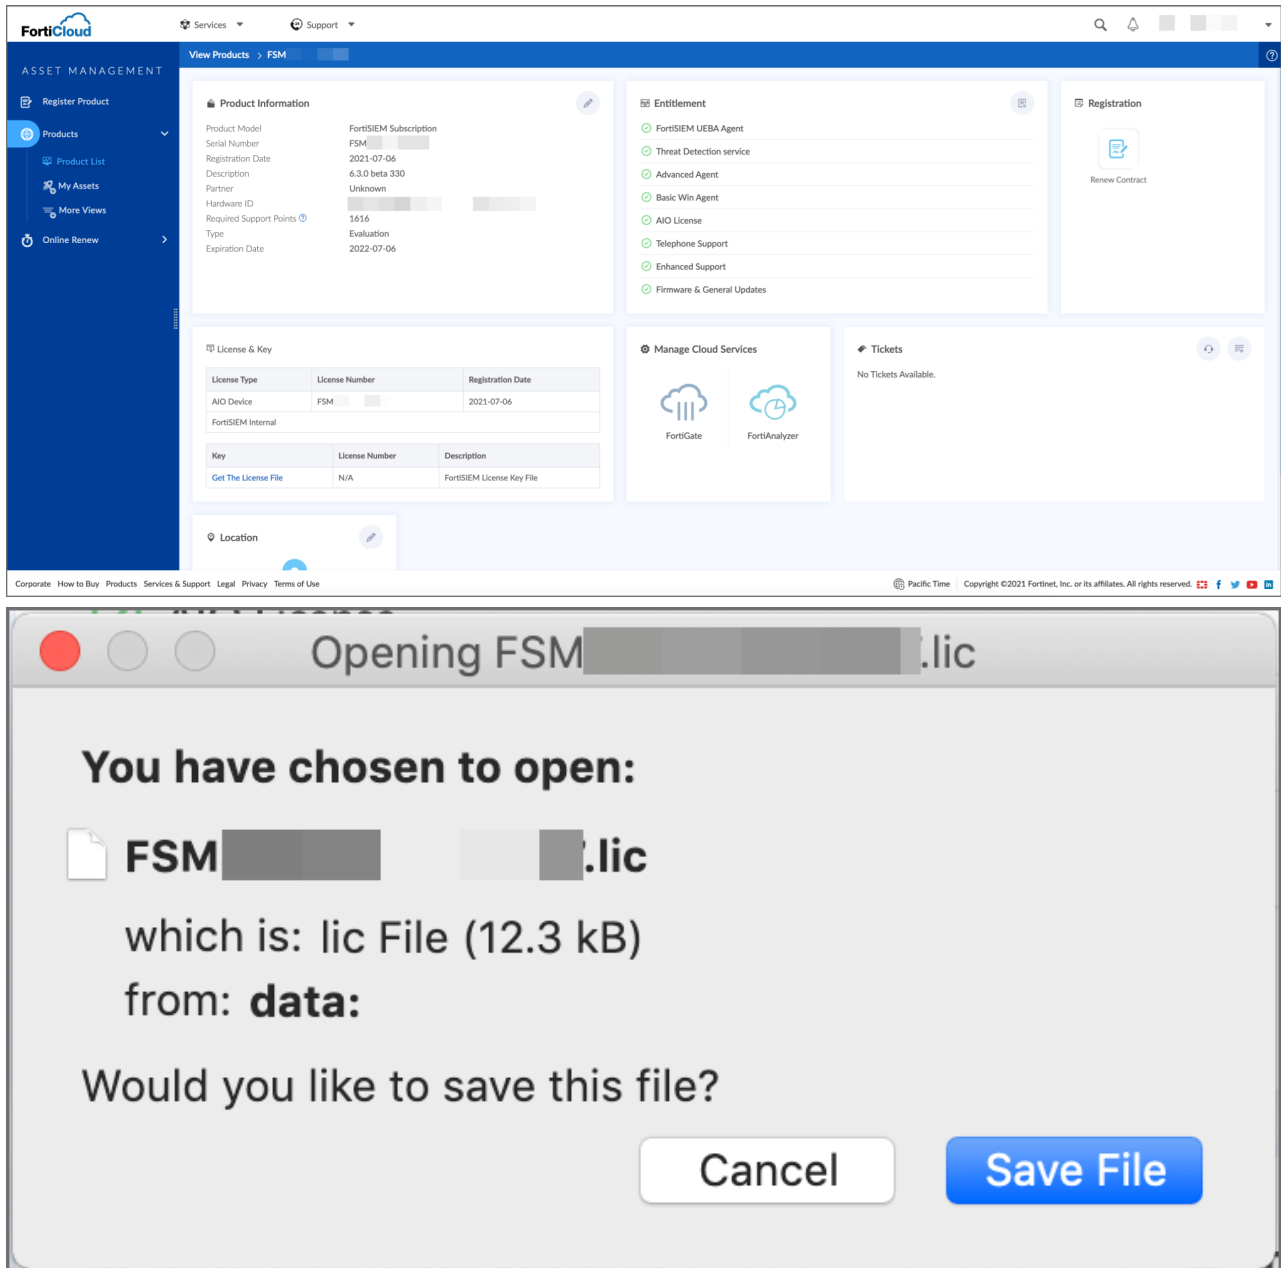 FortiCloud
Services
Support
ASSET MANAGEMENT
View Products > FSM
Register Product
Products
Product List
My Assets
More Views
Online Renew
Product Information
Product Model FortiSIEM Subscription
Serial Number FSM
Registration Date 2021-07-06
Description 6.3.0 beta 330
Partner Unknown
Hardware ID
Required Support Points 1616
Type Evaluation
Expiration Date 2022-07-06
Entitlement
FortiSIEM UEBA Agent
Threat Detection service
Advanced Agent
Basic Win Agent
AIO License
Telephone Support
Enhanced Support
Firmware & General Updates
Registration
Renew Contract
License & Key
License Type License Number Registration Date
AIO Device FSM 2021-07-06
FortiSIEM Internal
Key License Number Description
Get The License File N/A FortiSIEM License Key File
Manage Cloud Services
FortiGate FortiAnalyzer
Tickets
No Tickets Available.
Location
Corporate How to Buy Products Services & Support Legal Privacy Terms of Use
Pacific Time Copyright ©2021 Fortinet, Inc. or its affiliates. All rights reserved.
AIO License
Opening FSM .lic
You have chosen to open:
FSM .lic
which is: lic File (12.3 kB)
from: data:
Would you like to save this file?
Cancel Save File